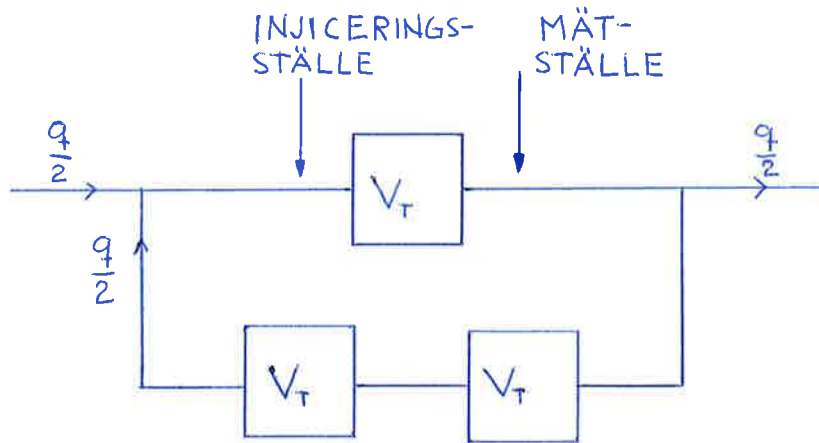 INJICERINGS-
STÄLLE
MÄT-
STÄLLE
q/2
q/2
V_T
q/2
V_T
V_T